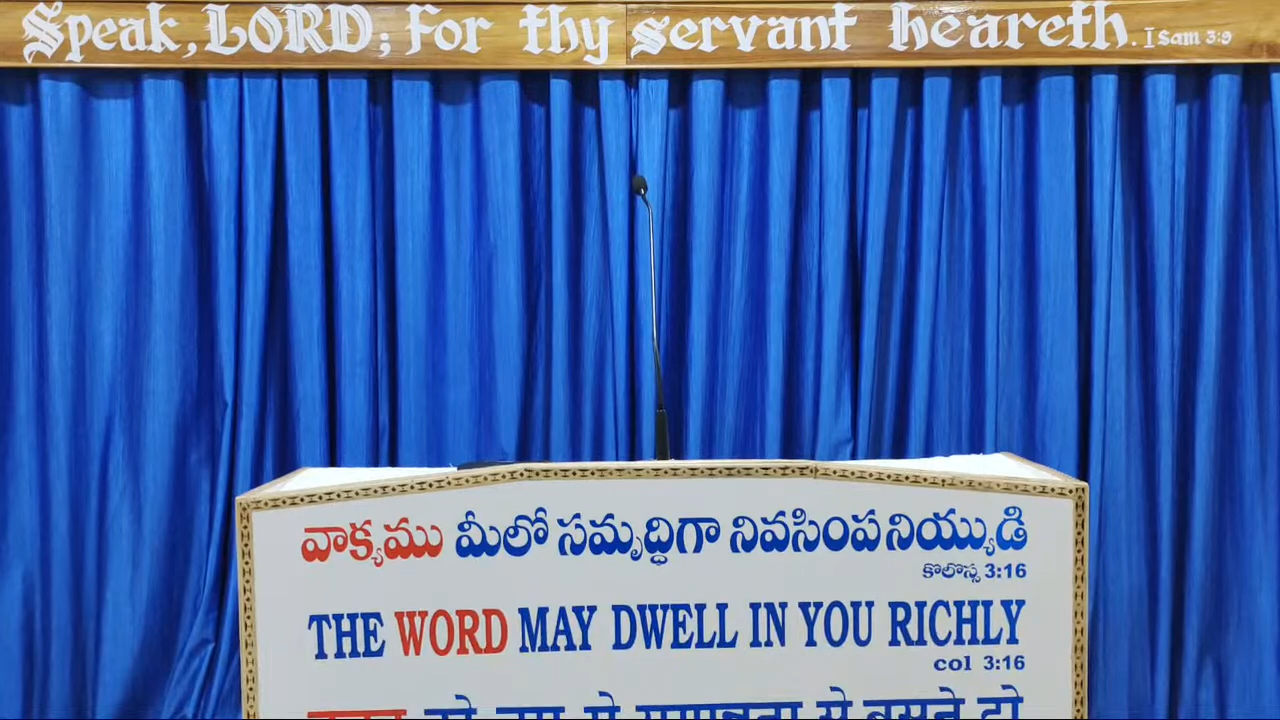 Speak, LORD; for thy servant heareth. I Sam 3:9
వాక్యము మీలో సమృద్ధిగా నివసింపనియ్యుడి
కొలొస్స 3:16
THE WORD MAY DWELL IN YOU RICHLY
col 3:16